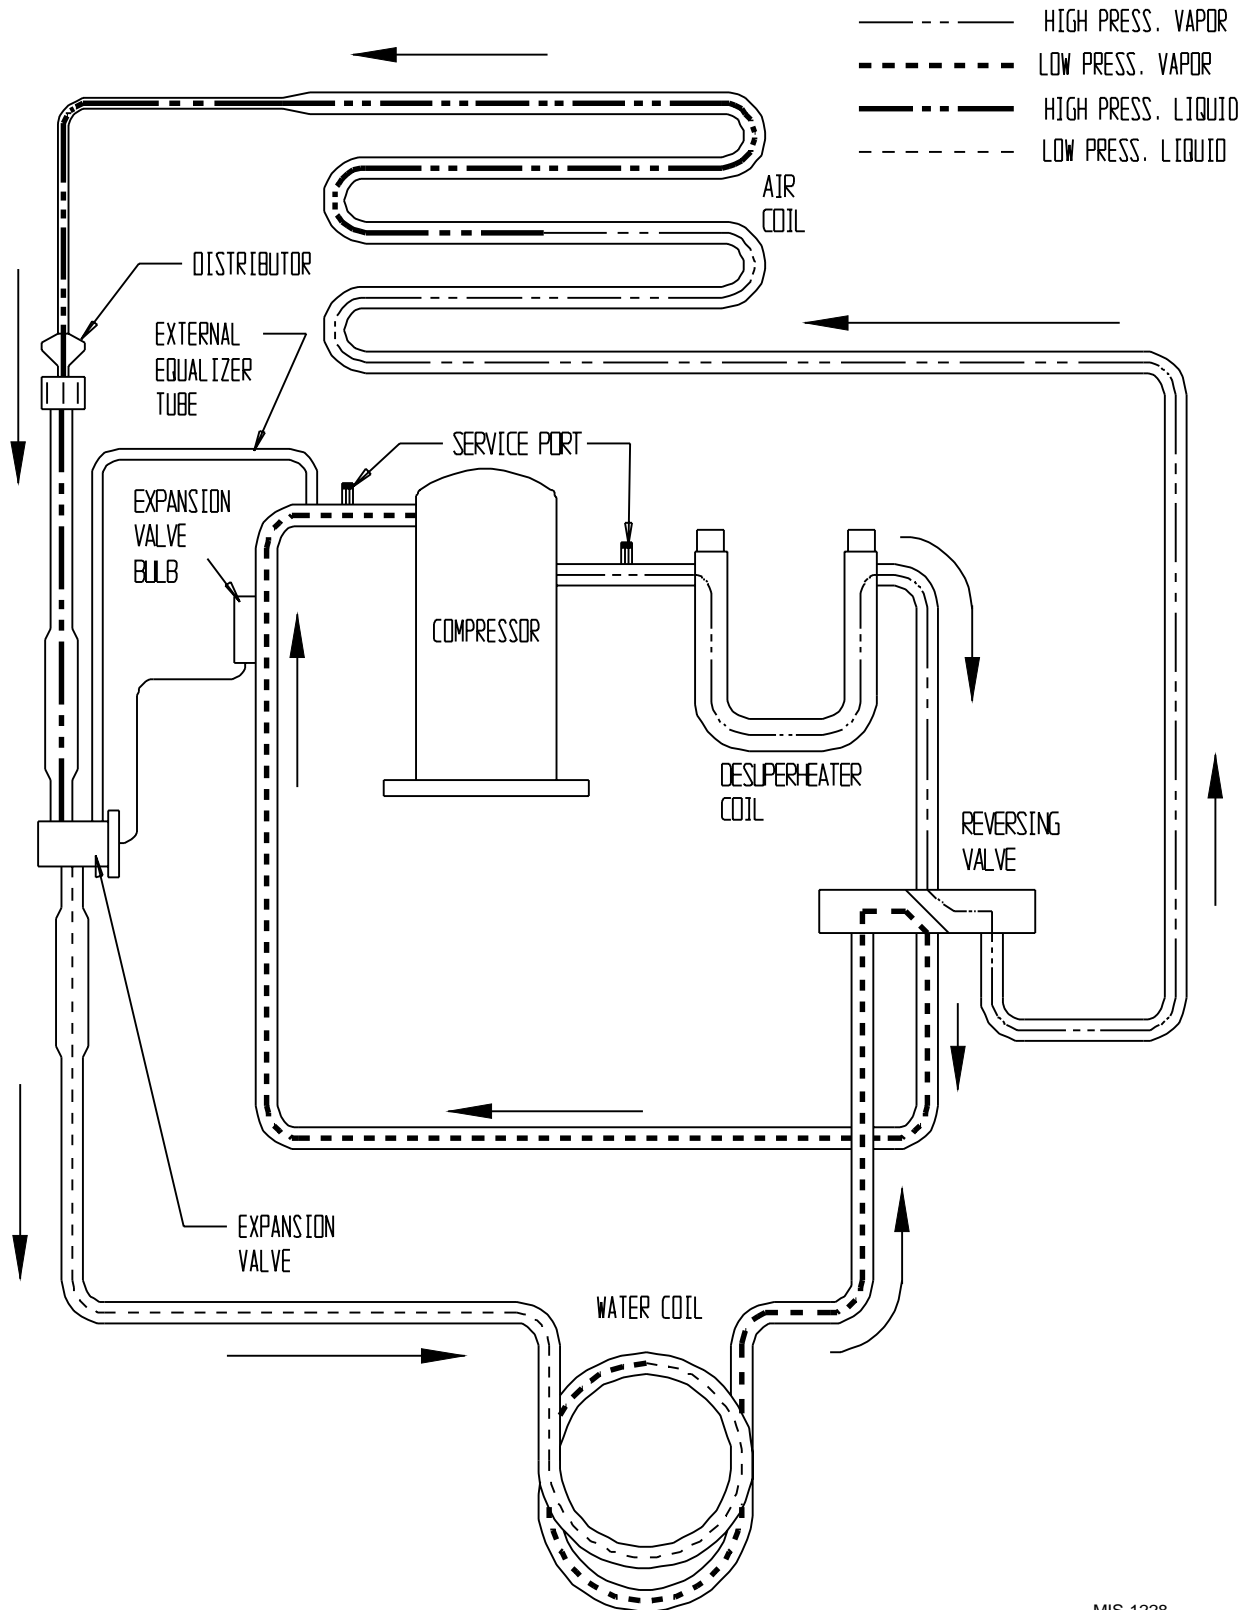 HIGH PRESS. VAPOR
LOW PRESS. VAPOR
HIGH PRESS. LIQUID
LOW PRESS. LIQUID
AIR
COIL
DISTRIBUTOR
EXTERNAL
EQUALIZER
TUBE
SERVICE PORT
EXPANSION
VALVE
BULB
COMPRESSOR
DESUPERHEATER
COIL
REVERSING
VALVE
EXPANSION
VALVE
WATER COIL